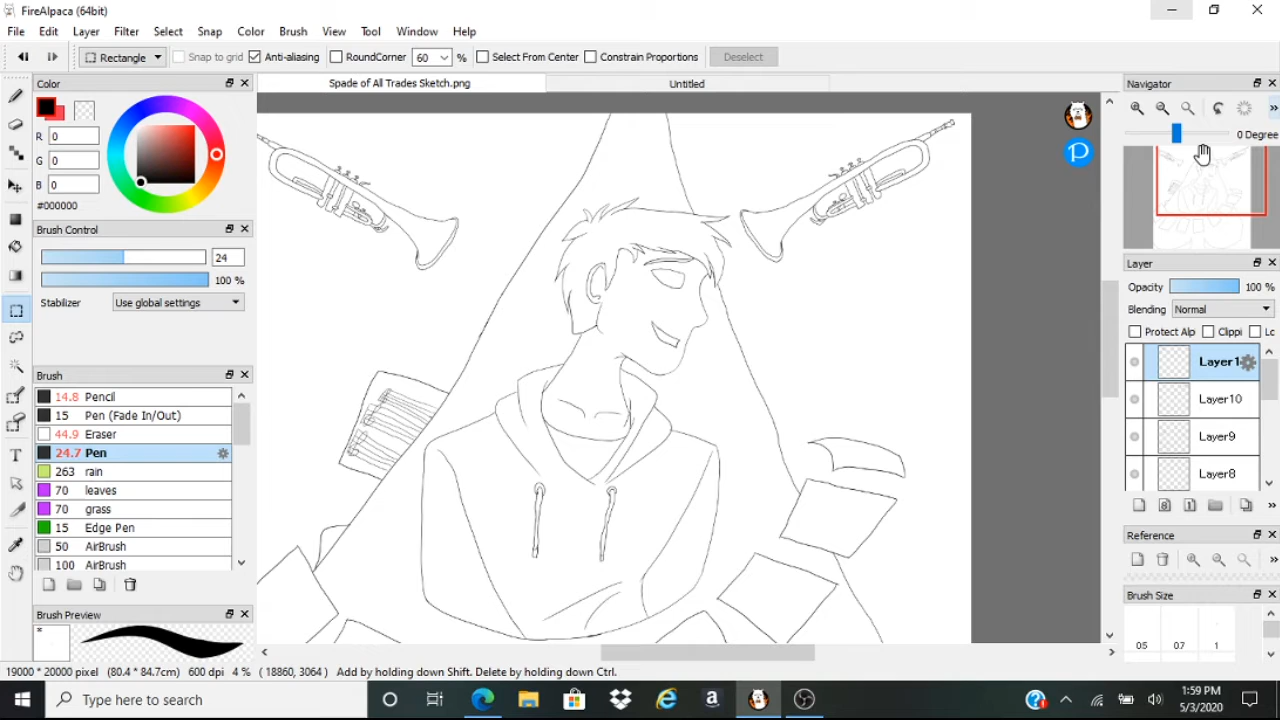 FireAlpaca (64bit)
File Edit Layer Filter Select Snap Color Brush View Tool Window Help
Rectangle Snap to grid Anti-aliasing RoundCorner 60 % Select From Center Constrain Proportions Deselect
Color
R 0
G 0
B 0
#000000
Brush Control
24
100 %
Stabilizer Use global settings
Brush
14.8 Pencil
15 Pen (Fade In/Out)
44.9 Eraser
24.7 Pen
263 rain
70 leaves
70 grass
15 Edge Pen
50 AirBrush
100 AirBrush
Brush Preview
*
Spade of All Trades Sketch.png Untitled
P
Navigator
0 Degree
Layer
Opacity 100 %
Blending Normal
Protect Alp Clippi Lc
Layer1
Layer10
Layer9
Layer8
Reference
Brush Size
05 07 1
19000 * 20000 pixel (80.4 * 84.7cm) 600 dpi 4 % ( 18860, 3064 ) Add by holding down Shift. Delete by holding down Ctrl.
Type here to search
1:59 PM
5/3/2020